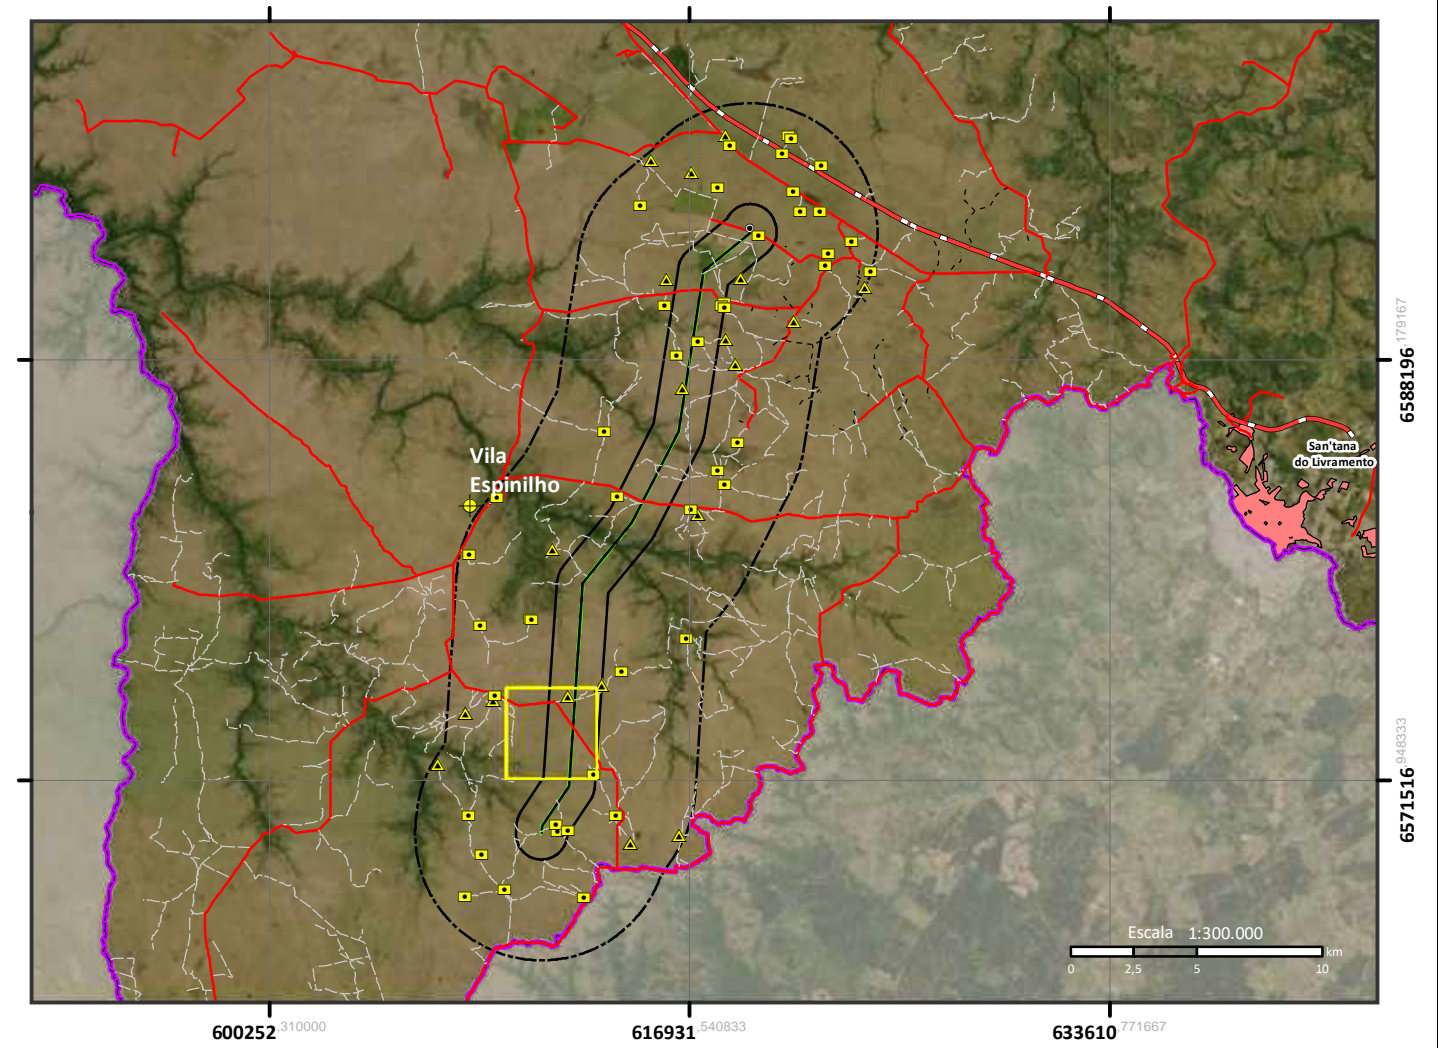 Vila
Espinilho
San'tana
do Livramento
6588196,179167
6571516,948333
Escala 1:300.000
km
0 2,5 5 10
600252,310000
616931,540833
633610,771667